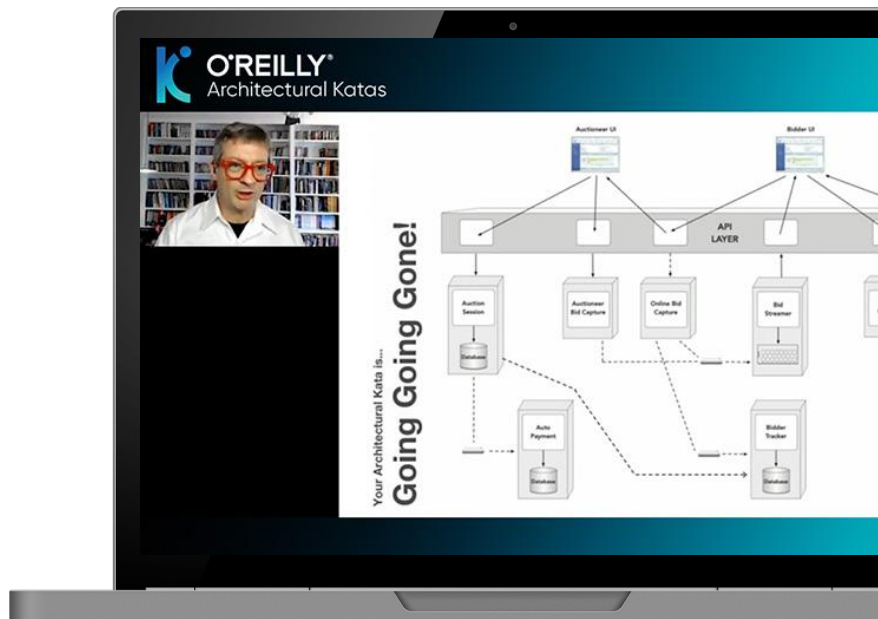 O'REILLY®
Architectural Katas
Auctioneer UI
Bidder UI
API
LAYER
Auction
Session
Database
Auctioneer
Bid Capture
Online Bid
Capture
Bid
Streamer
Auto
Payment
Database
Bidder
Tracker
Database
Your Architectural Kata is...
Going Going Gone!